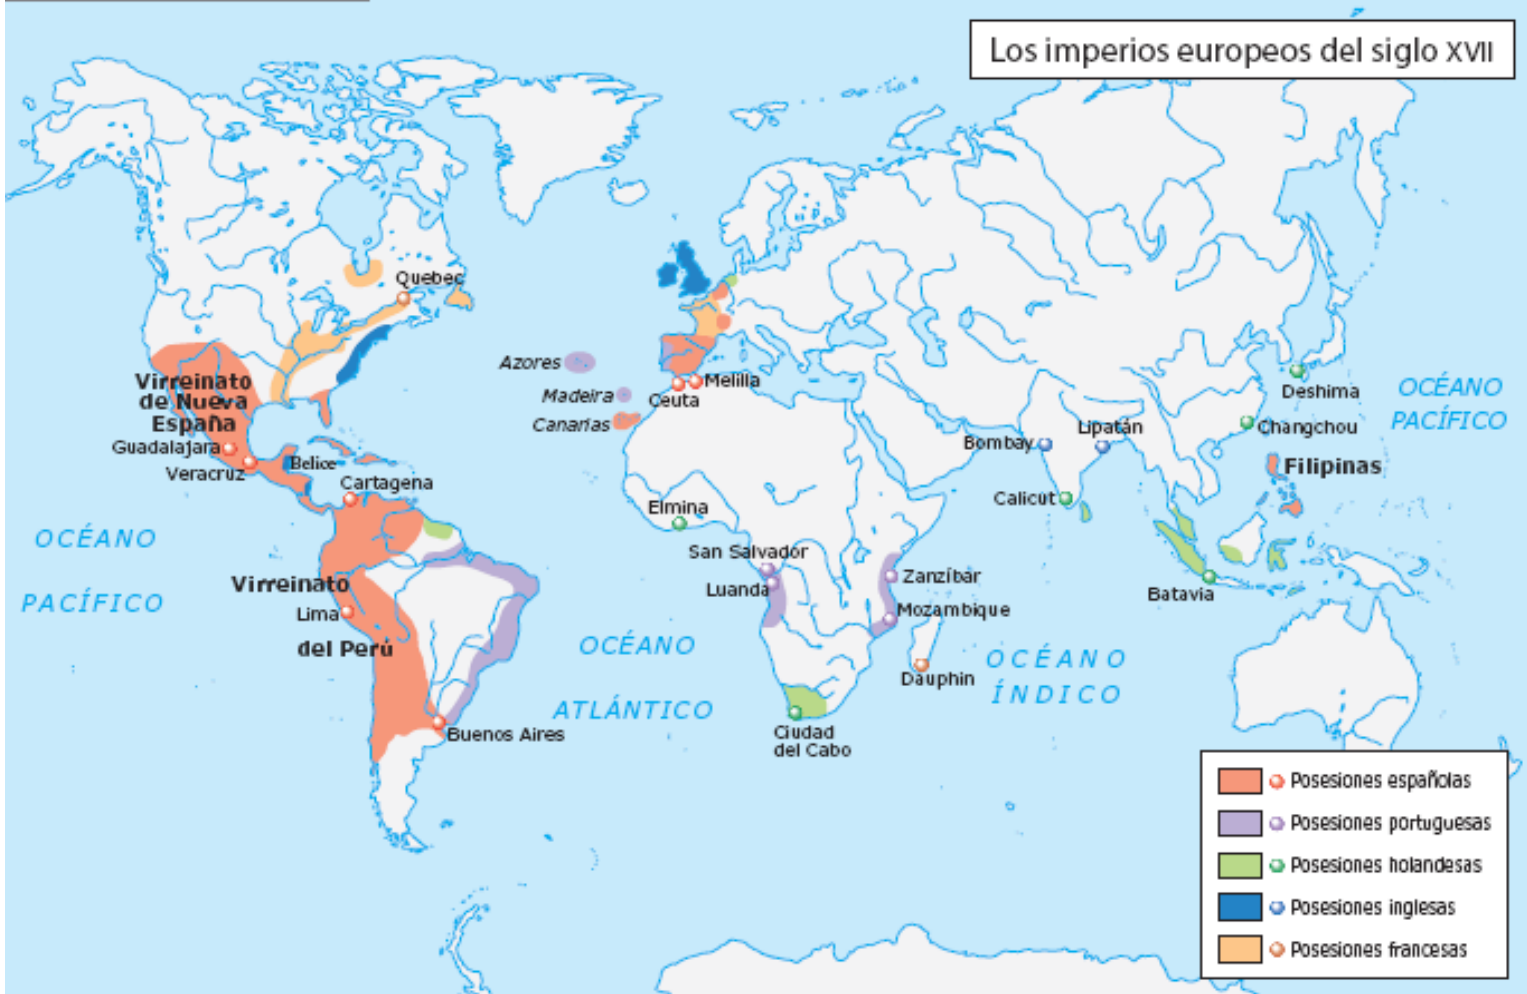 Los imperios europeos del siglo XVII
Quebec
Azores
Madeira
Canarias
Ceuta
Melilla
Virreinato
de Nueva
España
Guadalajara
Veracruz
Belice
Cartagena
OCÉANO
PACÍFICO
Virreinato
Lima
del Perú
Buenos Aires
OCÉANO
ATLÁNTICO
Elmina
San Salvador
Luanda
Zanzíbar
Mozambique
Dauphin
Ciudad
del Cabo
OCÉANO
ÍNDICO
Bombay
Lipatán
Calicut
Deshima
Changchou
Filipinas
Batavia
OCÉANO
PACÍFICO
Posesiones españolas
Posesiones portuguesas
Posesiones holandesas
Posesiones inglesas
Posesiones francesas